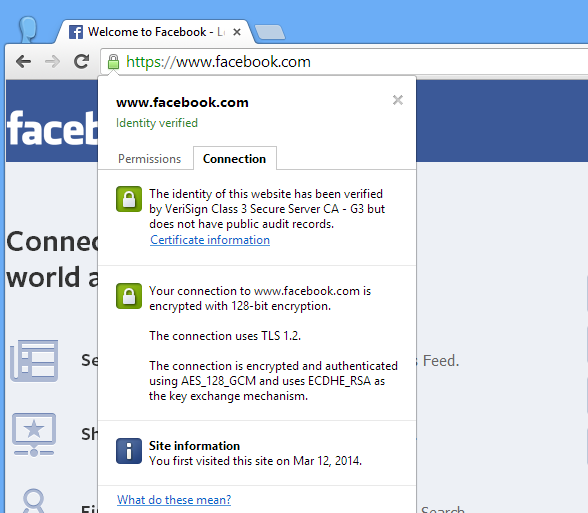 Welcome to Facebook - L
https://www.facebook.com
faceb
www.facebook.com
Identity verified
Permissions
Connection
The identity of this website has been verified
by VeriSign Class 3 Secure Server CA - G3 but
does not have public audit records.
Certificate information
Connec
world a
Your connection to www.facebook.com is
encrypted with 128-bit encryption.
The connection uses TLS 1.2.
Se
s Feed.
The connection is encrypted and authenticated
using AES_128_GCM and uses ECDHE_RSA as
the key exchange mechanism.
Sh
Site information
You first visited this site on Mar 12, 2014.
What do these mean?
Fi
Search